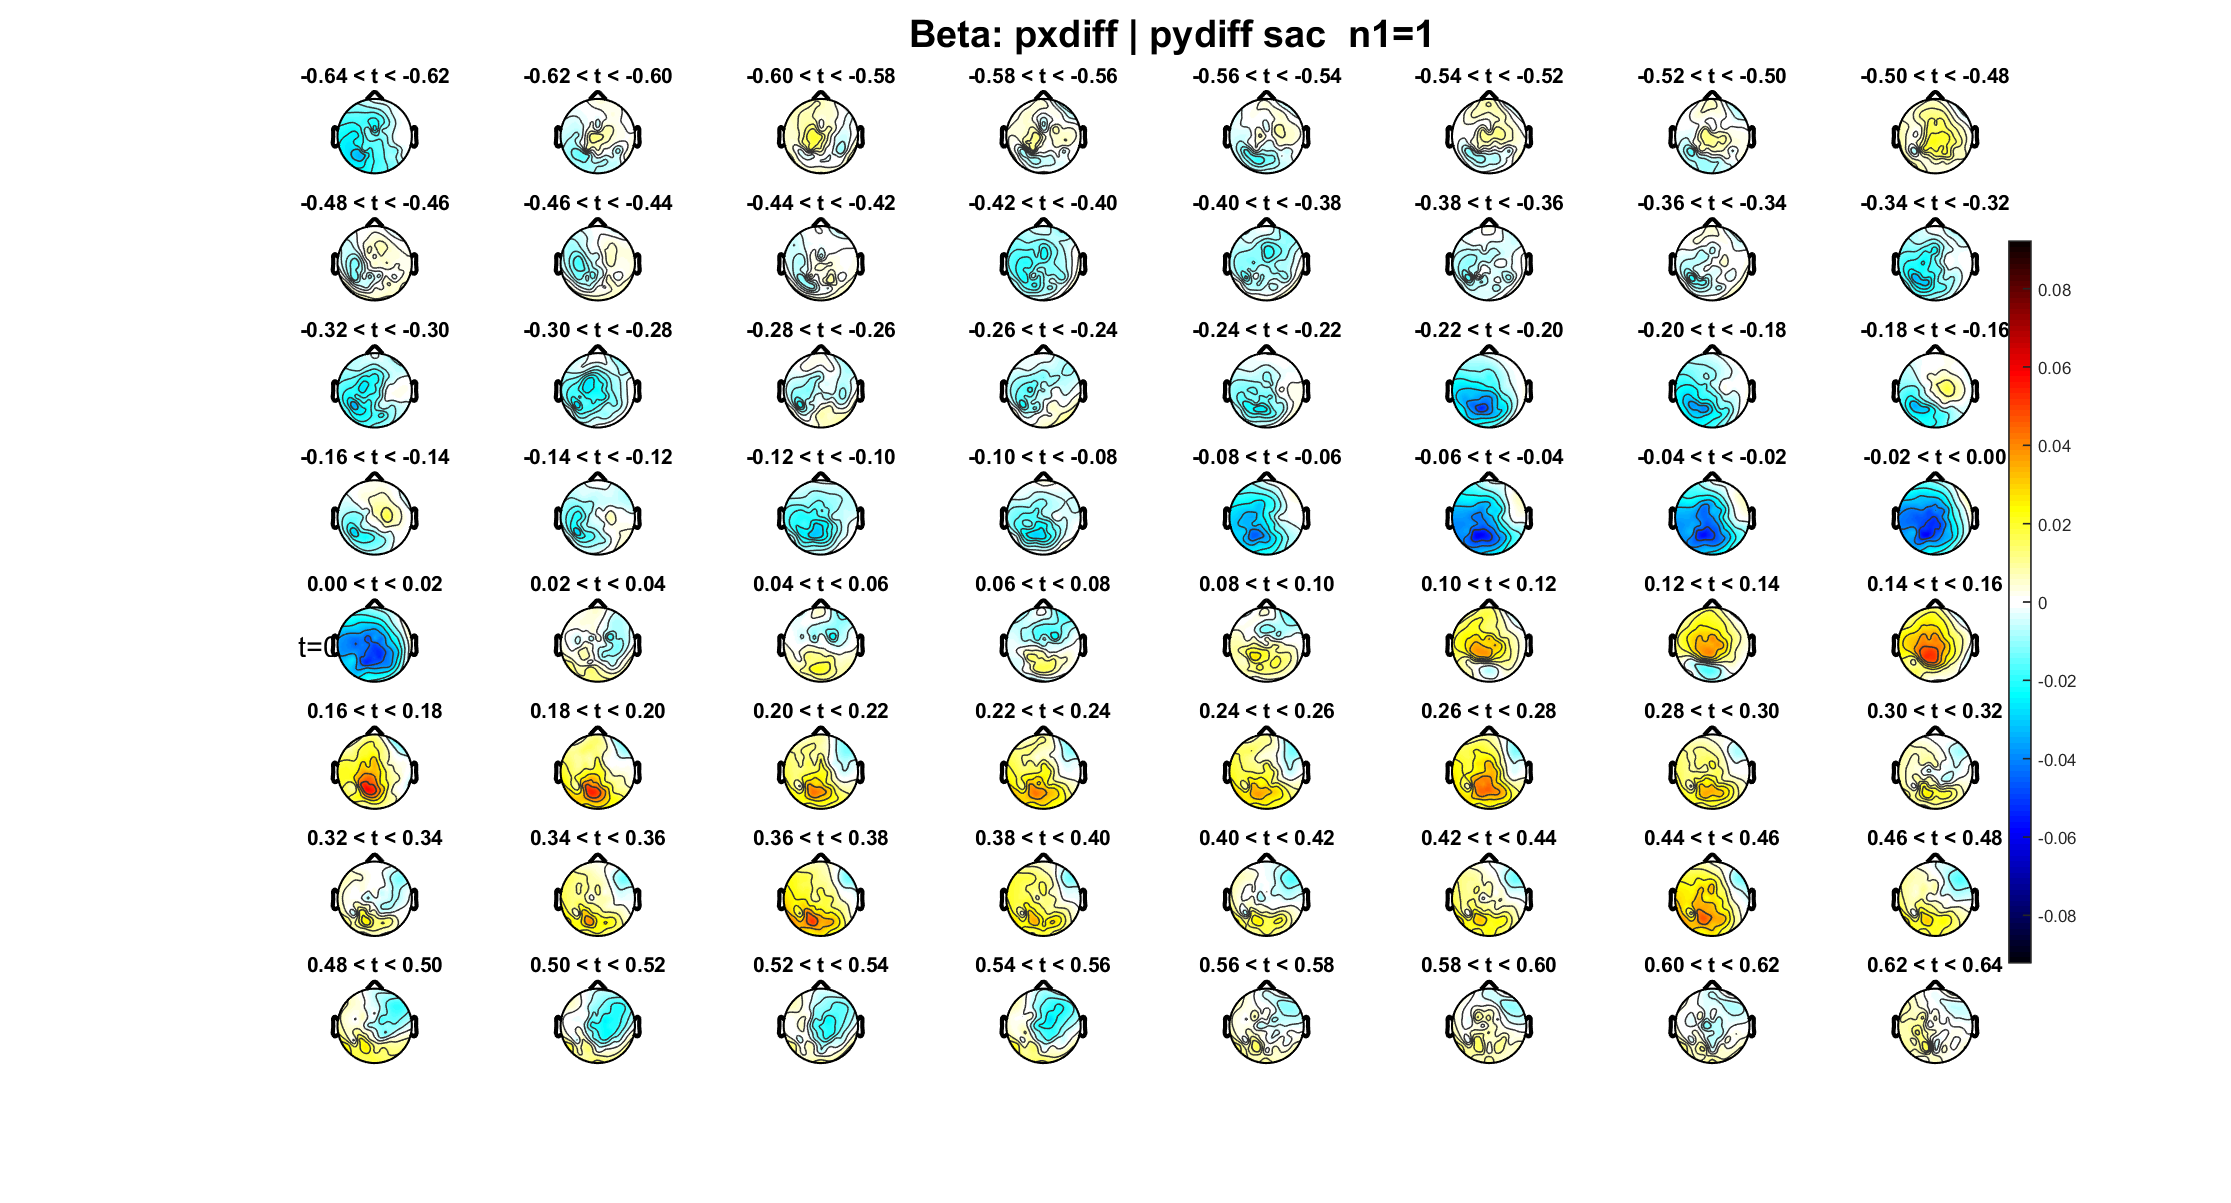 Beta: pxdiff | pydiff sac  n1=1
-0.64 < t < -0.62
-0.62 < t < -0.60
-0.60 < t < -0.58
-0.58 < t < -0.56
-0.56 < t < -0.54
-0.54 < t < -0.52
-0.52 < t < -0.50
-0.50 < t < -0.48
-0.48 < t < -0.46
-0.46 < t < -0.44
-0.44 < t < -0.42
-0.42 < t < -0.40
-0.40 < t < -0.38
-0.38 < t < -0.36
-0.36 < t < -0.34
-0.34 < t < -0.32
-0.32 < t < -0.30
-0.30 < t < -0.28
-0.28 < t < -0.26
-0.26 < t < -0.24
-0.24 < t < -0.22
-0.22 < t < -0.20
-0.20 < t < -0.18
-0.18 < t < -0.16
-0.16 < t < -0.14
-0.14 < t < -0.12
-0.12 < t < -0.10
-0.10 < t < -0.08
-0.08 < t < -0.06
-0.06 < t < -0.04
-0.04 < t < -0.02
-0.02 < t < 0.00
0.00 < t < 0.02
0.02 < t < 0.04
0.04 < t < 0.06
0.06 < t < 0.08
0.08 < t < 0.10
0.10 < t < 0.12
0.12 < t < 0.14
0.14 < t < 0.16
t=0
0.16 < t < 0.18
0.18 < t < 0.20
0.20 < t < 0.22
0.22 < t < 0.24
0.24 < t < 0.26
0.26 < t < 0.28
0.28 < t < 0.30
0.30 < t < 0.32
0.32 < t < 0.34
0.34 < t < 0.36
0.36 < t < 0.38
0.38 < t < 0.40
0.40 < t < 0.42
0.42 < t < 0.44
0.44 < t < 0.46
0.46 < t < 0.48
0.48 < t < 0.50
0.50 < t < 0.52
0.52 < t < 0.54
0.54 < t < 0.56
0.56 < t < 0.58
0.58 < t < 0.60
0.60 < t < 0.62
0.62 < t < 0.64
0.08
0.06
0.04
0.02
0
-0.02
-0.04
-0.06
-0.08